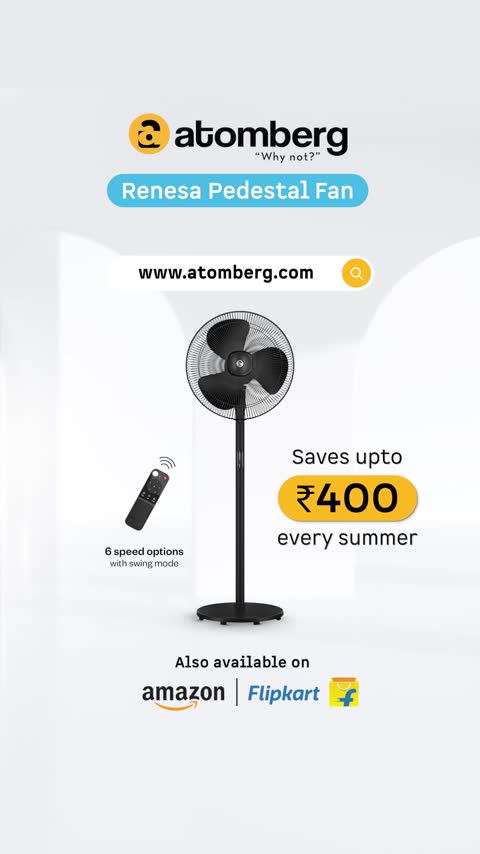 atomberg
“Why not?”
Renesa Pedestal Fan
www.atomberg.com
Saves upto
₹400
every summer
6 speed options
with swing mode
Also available on
amazon | Flipkart